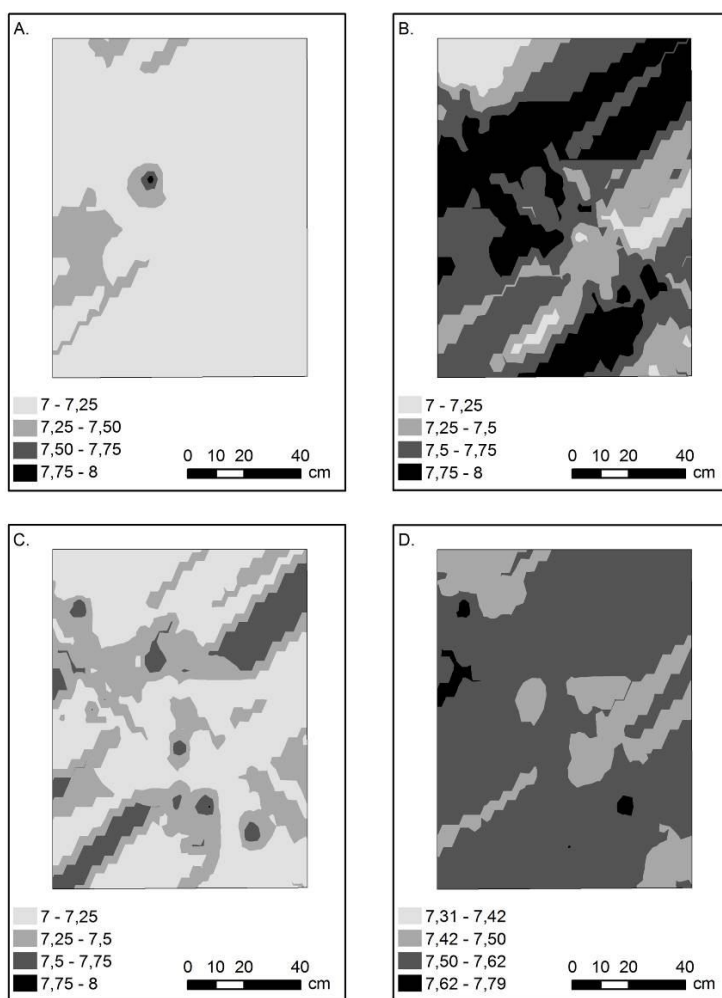 A.
7 - 7,25
7,25 - 7,50
7,50 - 7,75
7,75 - 8
0 10 20 40
cm
B.
7 - 7,25
7,25 - 7,5
7,5 - 7,75
7,75 - 8
0 10 20 40
cm
C.
7 - 7,25
7,25 - 7,5
7,5 - 7,75
7,75 - 8
0 10 20 40
cm
D.
7,31 - 7,42
7,42 - 7,50
7,50 - 7,62
7,62 - 7,79
0 10 20 40
cm